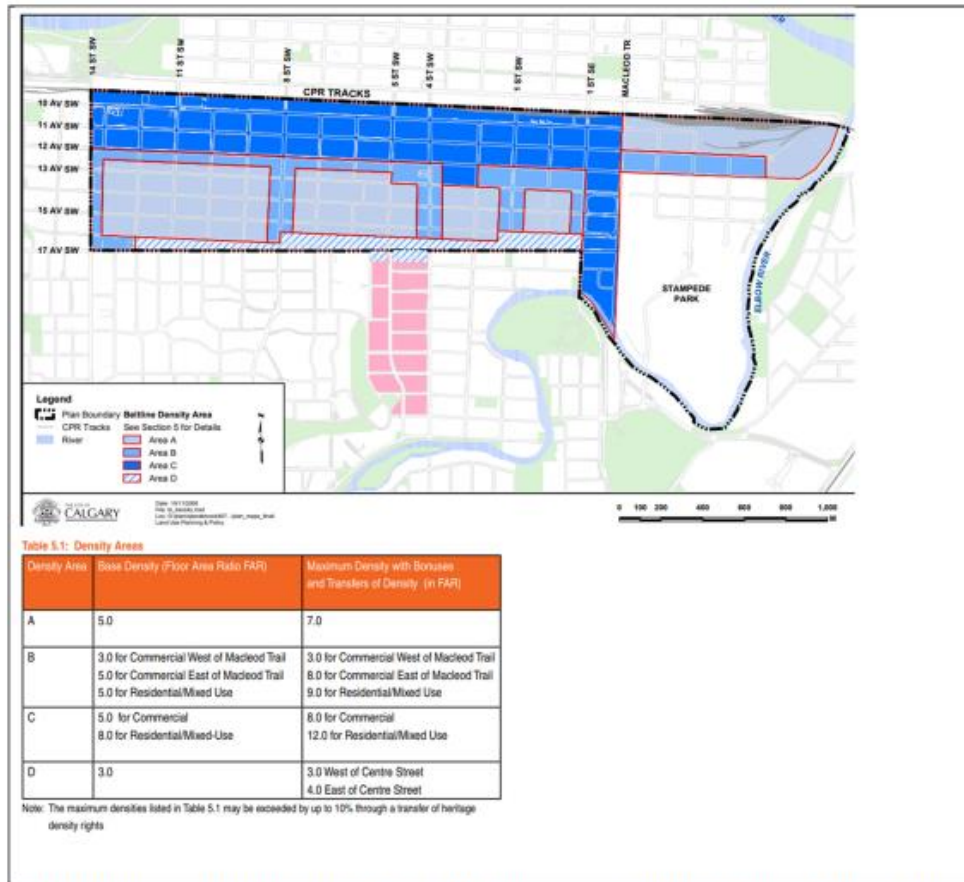 14 ST SW
11 ST SW
8 ST SW
5 ST SW
4 ST SW
1 ST SW
1 ST SE
MACLEOD TR
CPR TRACKS
10 AV SW
11 AV SW
12 AV SW
13 AV SW
15 AV SW
17 AV SW
STAMPEDE
PARK
ELBOW RIVER
Legend
Plan Boundary
CPR Tracks
River
Beltline Density Area
See Section 5 for Details
Area A
Area B
Area C
Area D
THE CITY OF
CALGARY
Land Use Planning & Policy
0 100 200 400 600 800 1,000
Table 5.1: Density Areas
Density Area Base Density (Floor Area Ratio FAR) Maximum Density with Bonuses
and Transfers of Density (in FAR)
A 5.0 7.0
B 3.0 for Commercial West of Macleod Trail 3.0 for Commercial West of Macleod Trail
5.0 for Commercial East of Macleod Trail 8.0 for Commercial East of Macleod Trail
5.0 for Residential/Mixed Use 9.0 for Residential/Mixed Use
C 5.0 for Commercial 8.0 for Commercial
8.0 for Residential/Mixed-Use 12.0 for Residential/Mixed Use
D 3.0 3.0 West of Centre Street
4.0 East of Centre Street
Note: The maximum densities listed in Table 5.1 may be exceeded by up to 10% through a transfer of heritage
density rights